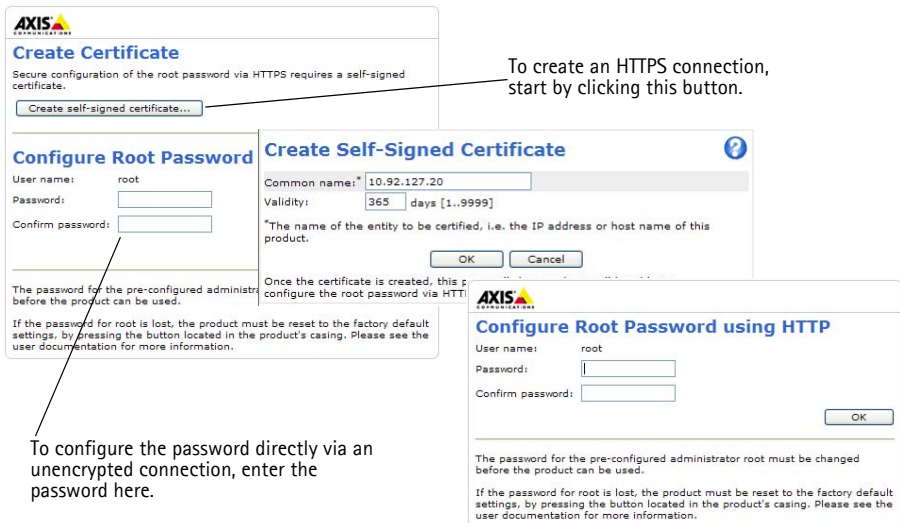 AXIS
COMMUNICATIONS
Create Certificate
Secure configuration of the root password via HTTPS requires a self-signed
certificate.
Create self-signed certificate...
To create an HTTPS connection,
start by clicking this button.
Configure Root Password
User name: root
Password:
Confirm password:
The password for the pre-configured administra
before the product can be used.
If the password for root is lost, the product must be reset to the factory default
settings, by pressing the button located in the product's casing. Please see the
user documentation for more information.
Create Self-Signed Certificate
?
Common name:* 10.92.127.20
Validity: 365 days [1..9999]
*The name of the entity to be certified, i.e. the IP address or host name of this
product.
OK Cancel
Once the certificate is created, this
configure the root password via HTT
AXIS
COMMUNICATIONS
Configure Root Password using HTTP
User name: root
Password:
Confirm password:
OK
The password for the pre-configured administrator root must be changed
before the product can be used.
If the password for root is lost, the product must be reset to the factory default
settings, by pressing the button located in the product's casing. Please see the
user documentation for more information.
To configure the password directly via an
unencrypted connection, enter the
password here.